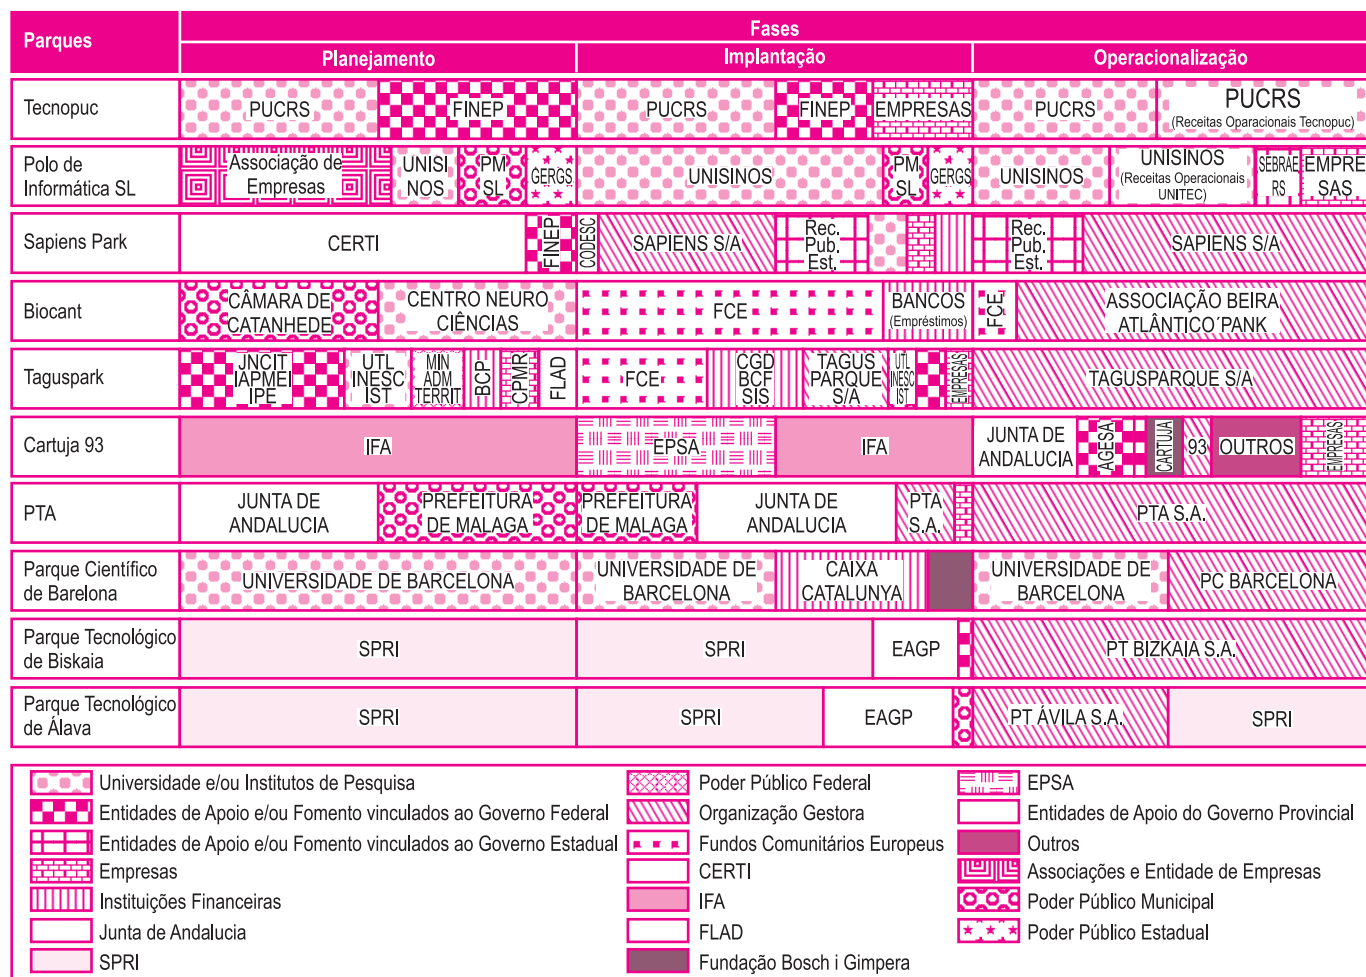 Parques
Fases
Planejamento
Implantação
Operacionalização
Tecnopuc
PUCRS
FINEP
PUCRS
FINEP
EMPRESAS
PUCRS
PUCRS
(Receitas Oparacionais Tecnopuc)
Polo de
Informática SL
Associação de
Empresas
UNISI
NOS
PM
SL
GERGS
UNISINOS
PM
SL
GERGS
UNISINOS
UNISINOS
(Receitas Operacionais
UNITEC)
SEBRAE
RS
EMPRE
SAS
Sapiens Park
CERTI
FINEP
CODESC
SAPIENS S/A
Rec.
Pub.
Est.
Rec.
Pub.
Est.
SAPIENS S/A
Biocant
CÂMARA DE
CATANHEDE
CENTRO NEURO
CIÊNCIAS
FCE
BANCOS
(Empréstimos)
FCE
ASSOCIAÇÃO BEIRA
ATLÂNTICO´PANK
Taguspark
JNCIT
IAPMEI
IPE
UTL
INESC
IST
MIN
ADM
TERRIT
BCP
CPMR
FLAD
FCE
CGD
BCF
SIS
TAGUS
PARQUE
S/A
UTL
INESC
IST
EMPRESAS
TAGUSPARQUE S/A
Cartuja 93
IFA
EPSA
IFA
JUNTA DE
ANDALUCIA
AGESA
CARTUJA
93
OUTROS
EMPRESAS
PTA
JUNTA DE
ANDALUCIA
PREFEITURA
DE MALAGA
PREFEITURA
DE MALAGA
JUNTA DE
ANDALUCIA
PTA
S.A.
PTA S.A.
Parque Científico
de Barelona
UNIVERSIDADE DE BARCELONA
UNIVERSIDADE DE
BARCELONA
CAIXA
CATALUNYA
UNIVERSIDADE DE
BARCELONA
PC BARCELONA
Parque Tecnológico
de Biskaia
SPRI
SPRI
EAGP
PT BIZKAIA S.A.
Parque Tecnológico
de Álava
SPRI
SPRI
EAGP
PT ÁVILA S.A.
SPRI
Universidade e/ou Institutos de Pesquisa
Entidades de Apoio e/ou Fomento vinculados ao Governo Federal
Entidades de Apoio e/ou Fomento vinculados ao Governo Estadual
Empresas
Instituições Financeiras
Junta de Andalucia
SPRI
Poder Público Federal
Organização Gestora
Fundos Comunitários Europeus
CERTI
IFA
FLAD
Fundação Bosch i Gimpera
EPSA
Entidades de Apoio do Governo Provincial
Outros
Associações e Entidade de Empresas
Poder Público Municipal
Poder Público Estadual